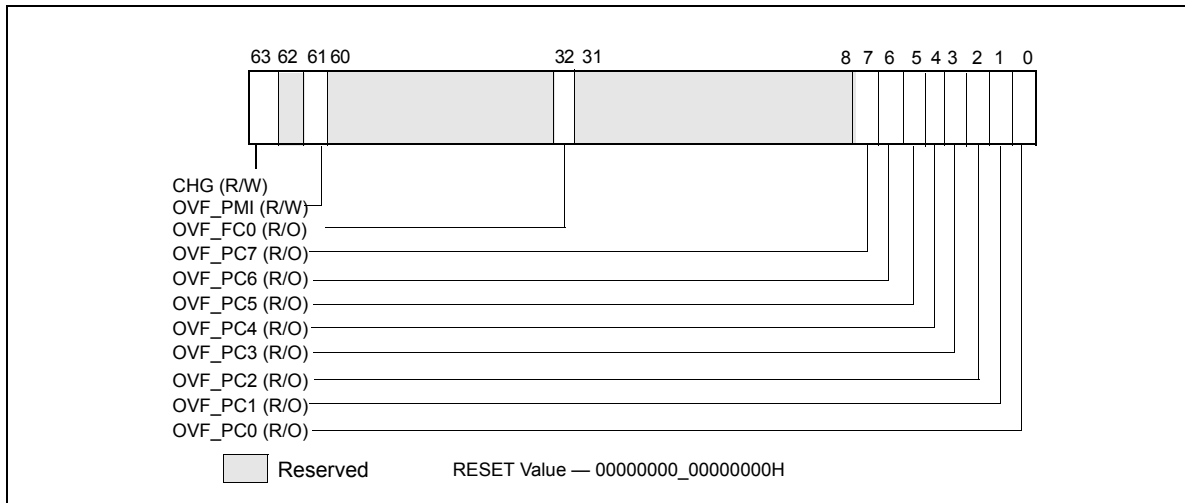 63 62 61 60 32 31 8 7 6 5 4 3 2 1 0
CHG (R/W)
OVF_PMI (R/W)
OVF_FC0 (R/O)
OVF_PC7 (R/O)
OVF_PC6 (R/O)
OVF_PC5 (R/O)
OVF_PC4 (R/O)
OVF_PC3 (R/O)
OVF_PC2 (R/O)
OVF_PC1 (R/O)
OVF_PC0 (R/O)
Reserved RESET Value — 00000000_00000000H